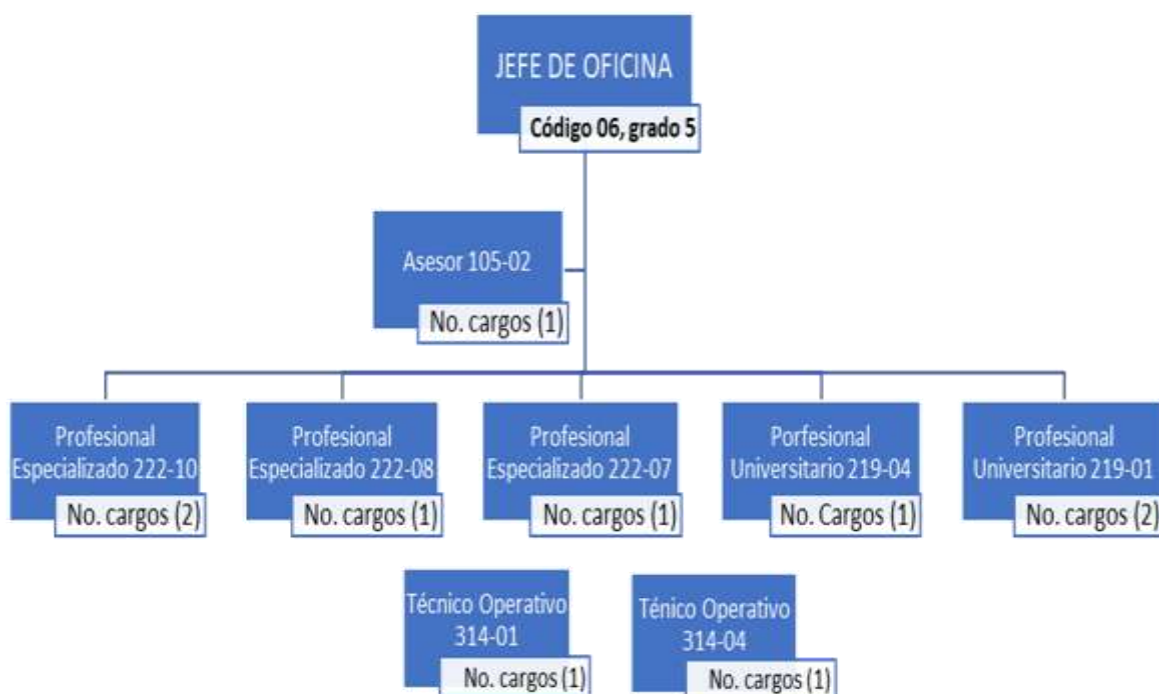 JEFE DE OFICINA
Código 06, grado 5
Asesor 105-02
No. cargos (1)
Profesional
Especializado 222-10
No. cargos (2)
Profesional
Especializado 222-08
No. cargos (1)
Profesional
Especializado 222-07
No. cargos (1)
Porfesional
Universitario 219-04
No. Cargos (1)
Profesional
Universitario 219-01
No. cargos (2)
Técnico Operativo
314-01
No. cargos (1)
Ténico Operativo
314-04
No. cargos (1)